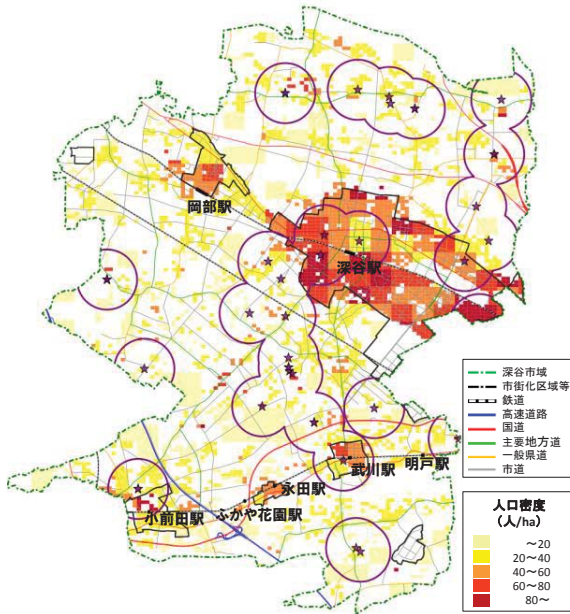 岡部駅
深谷駅
武川駅
明戸駅
永田駅
ふかや花園駅
小前田駅
深谷市域
市街化区域等
鉄道
高速道路
国道
主要地方道
一般県道
市道
人口密度
(人/ha)
～20
20～40
40～60
60～80
80～